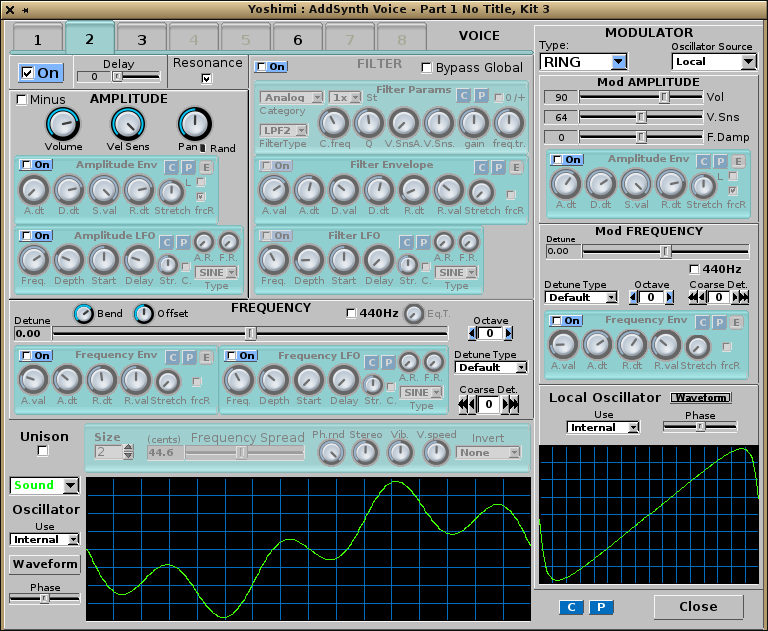 Yoshimi : AddSynth Voice - Part 1 No Title, Kit 3
1 2 3 4 5 6 7 8 VOICE
On
Delay
0
Resonance
Minus AMPLITUDE
Volume Vel Sens Pan Rand
On Amplitude Env C P E
A.dt D.dt S.val R.dt Stretch frcR
L
On Amplitude LFO C P
Freq. Depth Start Delay Str. C.
A.R. F.R.
SINE
Type
On FILTER Bypass Global
Filter Params C P 0/+
Analog 1x St
Category
LPF2
FilterType C.freq Q V.SnsA. V.Sns. gain freq.tr.
On Filter Envelope C P E
A.val A.dt D.val D.dt R.dt R.val Stretch frcR
On Filter LFO C P
Freq. Depth Start Delay Str. C.
A.R. F.R.
SINE
Type
Bend Offset FREQUENCY 440Hz Eq.T.
Detune
0.00
Octave
0
On Frequency Env C P E
A.val A.dt R.dt R.val Stretch frcR
On Frequency LFO C P
Freq. Depth Start Delay Str. C.
A.R. F.R.
SINE
Type
Detune Type
Default
Coarse Det.
0
Unison
Size
2
(cents) Frequency Spread
44.6
Ph.rnd Stereo Vib. V.speed
Invert
None
Sound
Oscillator
Use
Internal
Waveform
Phase
MODULATOR
Type:
RING
Oscillator Source
Local
Mod AMPLITUDE
90 Vol
64 V.Sns
0 F.Damp
On Amplitude Env C P E
A.dt D.dt S.val R.dt Stretch frcR
L
Mod FREQUENCY
Detune
0.00
440Hz
Detune Type Octave Coarse Det.
Default 0 0
On Frequency Env C P E
A.val A.dt R.dt R.val Stretch frcR
Local Oscillator Waveform
Use
Internal
Phase
C P Close